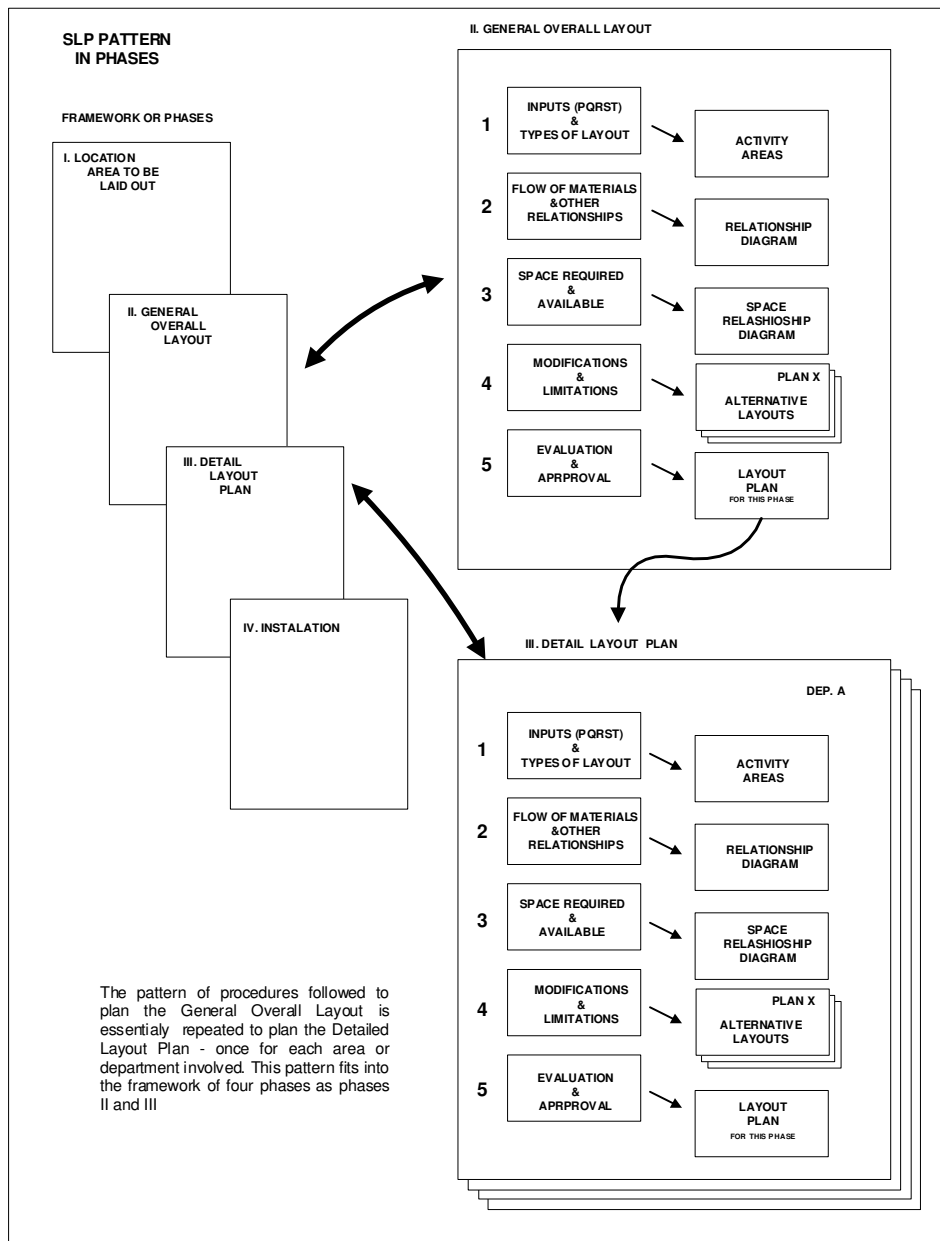 SLP PATTERN
IN PHASES
FRAMEWORK OR PHASES
I. LOCATION
AREA TO BE
LAID OUT
II. GENERAL
OVERALL
LAYOUT
III. DETAIL
LAYOUT
PLAN
IV. INSTALATION
The pattern of procedures followed to
plan the General Overall Layout is
essentialy repeated to plan the Detailed
Layout Plan - once for each area or
department involved. This pattern fits into
the framework of four phases as phases
II and III
II. GENERAL OVERALL LAYOUT
1
INPUTS (PQRST)
&
TYPES OF LAYOUT
ACTIVITY
AREAS
2
FLOW OF MATERIALS
&OTHER
RELATIONSHIPS
RELATIONSHIP
DIAGRAM
3
SPACE REQUIRED
&
AVAILABLE
SPACE
RELASHIOSHIP
DIAGRAM
4
MODIFICATIONS
&
LIMITATIONS
PLAN X
ALTERNATIVE
LAYOUTS
5
EVALUATION
&
APRPROVAL
LAYOUT
PLAN
FOR THIS PHASE
III. DETAIL LAYOUT PLAN
DEP. A
1
INPUTS (PQRST)
&
TYPES OF LAYOUT
ACTIVITY
AREAS
2
FLOW OF MATERIALS
&OTHER
RELATIONSHIPS
RELATIONSHIP
DIAGRAM
3
SPACE REQUIRED
&
AVAILABLE
SPACE
RELASHIOSHIP
DIAGRAM
4
MODIFICATIONS
&
LIMITATIONS
PLAN X
ALTERNATIVE
LAYOUTS
5
EVALUATION
&
APRPROVAL
LAYOUT
PLAN
FOR THIS PHASE